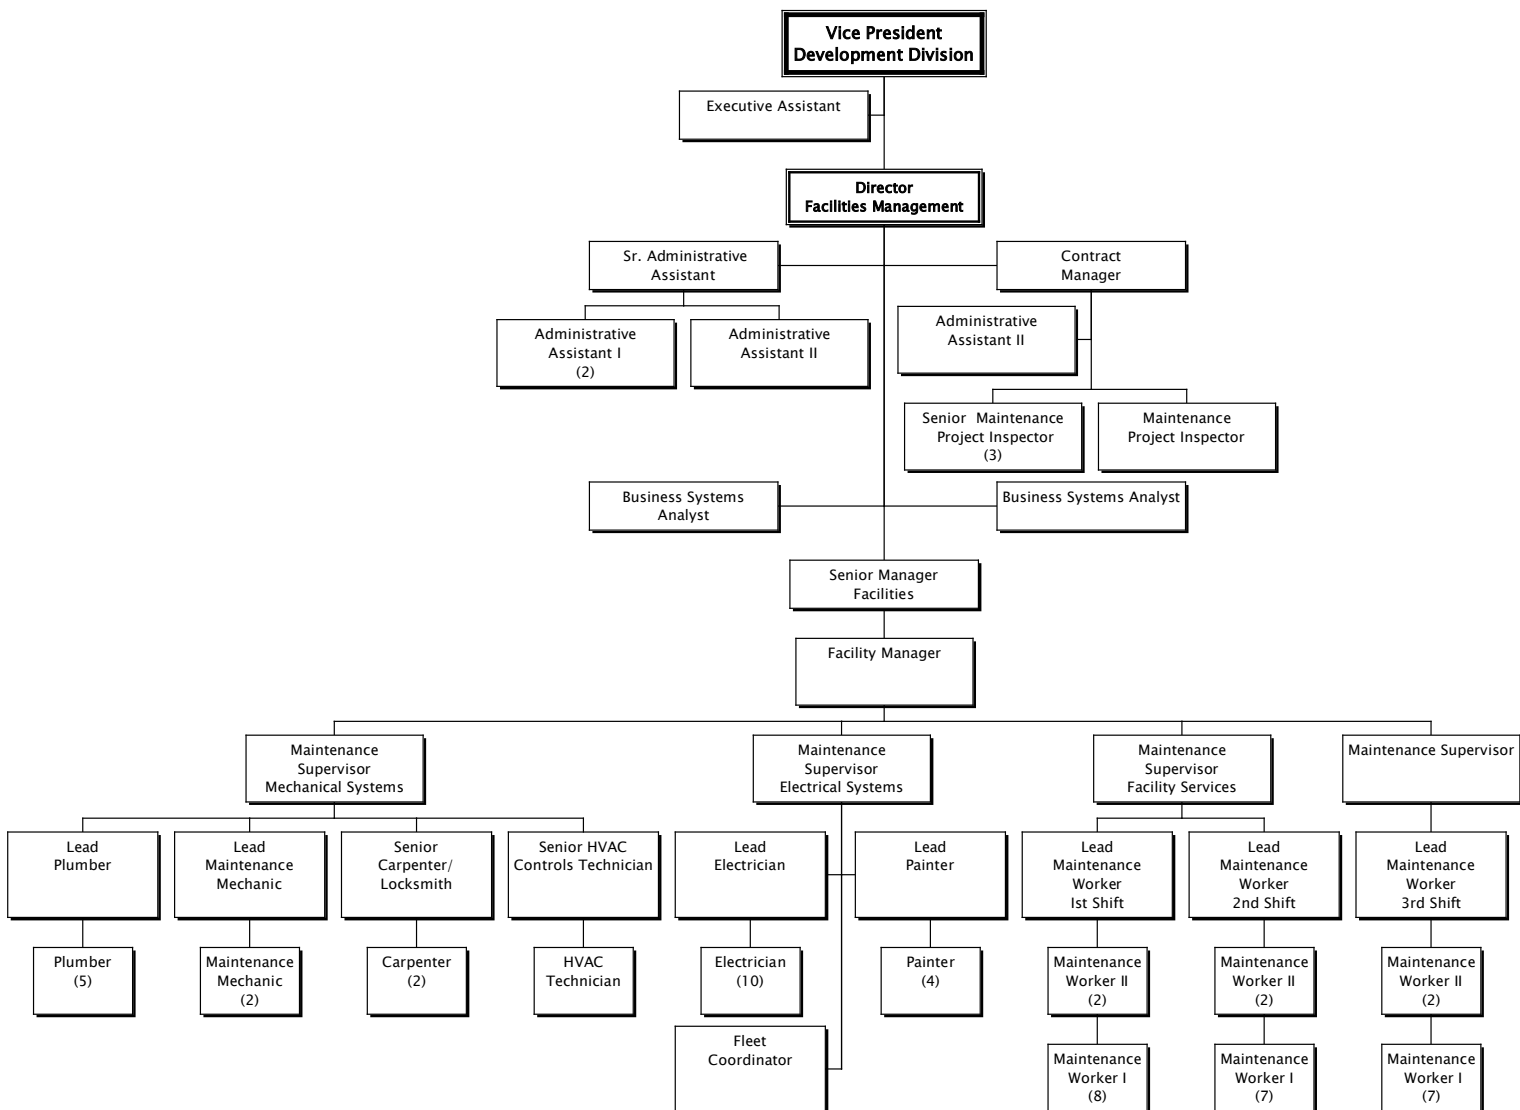 Vice President
Development Division
Executive Assistant
Director
Facilities Management
Sr. Administrative
Assistant
Contract
Manager
Administrative
Assistant I
(2)
Administrative
Assistant II
Administrative
Assistant II
Senior  Maintenance
Project Inspector
(3)
Maintenance
Project Inspector
Business Systems
Analyst
Business Systems Analyst
Senior Manager
Facilities
Facility Manager
Maintenance
Supervisor
Mechanical Systems
Maintenance
Supervisor
Electrical Systems
Maintenance
Supervisor
Facility Services
Maintenance Supervisor
Lead
Plumber
Lead
Maintenance
Mechanic
Senior
Carpenter/
Locksmith
Senior HVAC
Controls Technician
Lead
Electrician
Lead
Painter
Lead
Maintenance
Worker
1st Shift
Lead
Maintenance
Worker
2nd Shift
Lead
Maintenance
Worker
3rd Shift
Plumber
(5)
Maintenance
Mechanic
(2)
Carpenter
(2)
HVAC
Technician
Electrician
(10)
Painter
(4)
Maintenance
Worker II
(2)
Maintenance
Worker II
(2)
Maintenance
Worker II
(2)
Fleet
Coordinator
Maintenance
Worker I
(8)
Maintenance
Worker I
(7)
Maintenance
Worker I
(7)